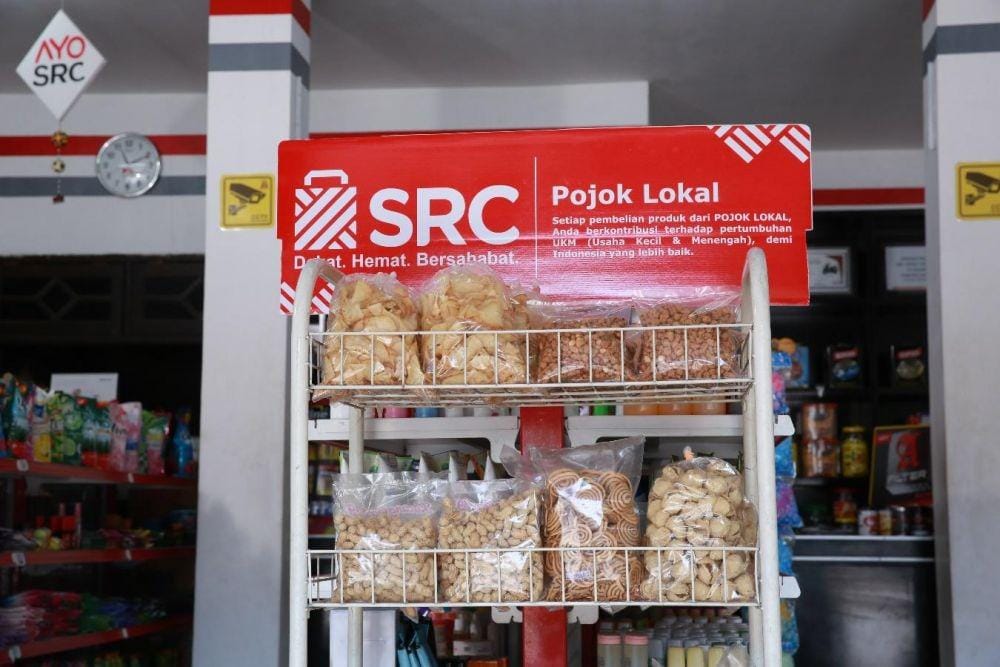 AYO
SRC
SRC
Dekat. Hemat. Bersahabat.
Pojok Lokal
Setiap pembelian produk dari POJOK LOKAL,
Anda berkontribusi terhadap pertumbuhan
UKM (Usaha Kecil & Menengah), demi
Indonesia yang lebih baik.
CCTV